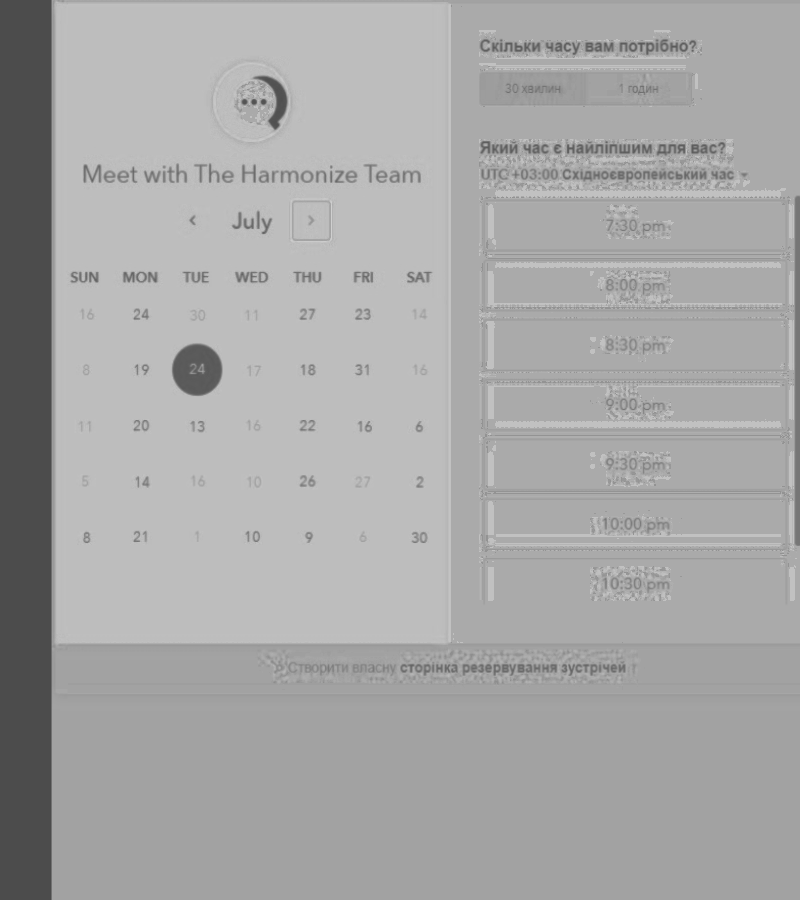 Meet with The Harmonize Team
‹ July ›
SUN MON TUE WED THU FRI SAT
16 24 30 11 27 23 14
8 19 24 17 18 31 16
11 20 13 16 22 16 6
5 14 16 10 26 27 2
8 21 1 10 9 6 30
Скільки часу вам потрібно?
30 хвилин 1 годин
Який час є найліпшим для вас?
UTC +03:00 Східноєвропейський час
7:30 pm
8:00 pm
8:30 pm
9:00 pm
9:30 pm
10:00 pm
10:30 pm
Створити власну сторінка резервування зустрічей